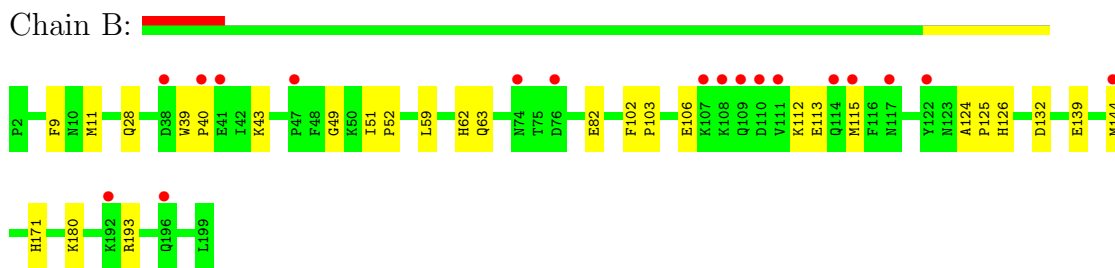 Chain B:
P2 F9 N10 M11 Q28 D38 W39 P40 E41 I42 K43 P47 F48 G49 K50 I51 P52 L59 H62 Q63 N74 T75 D76 E82 F102 P103 E106 K107 K108 Q109 D110 V111 K112 E113 Q114 M115 F116 N117 Y122 N123 A124 P125 H126 D132 E139 M144
H171 K180 K192 R193 Q196 L199